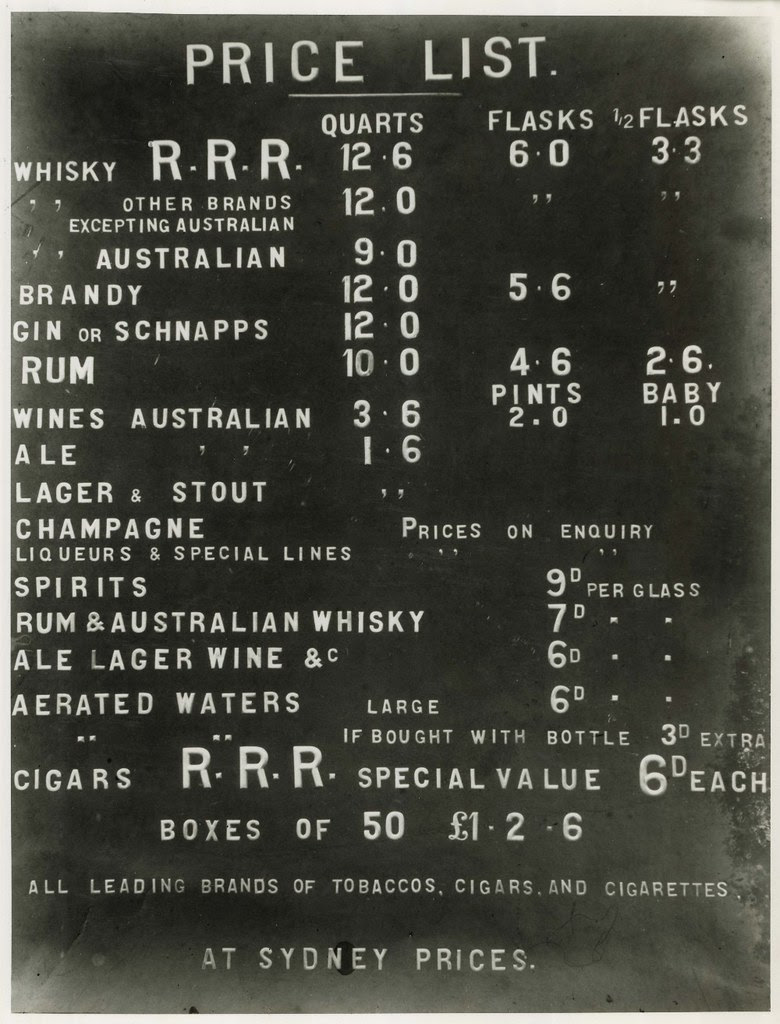 PRICE LIST.
QUARTS FLASKS 1/2 FLASKS
WHISKY R.R.R. 12.6 6.0 3.3
" OTHER BRANDS EXCEPTING AUSTRALIAN 12.0 " "
" AUSTRALIAN 9.0
BRANDY 12.0 5.6 "
GIN OR SCHNAPPS 12.0
RUM 10.0 4.6 2.6.
PINTS BABY
WINES AUSTRALIAN 3.6 2.0 1.0
ALE " " 1.6
LAGER & STOUT "
CHAMPAGNE PRICES ON ENQUIRY
LIQUEURS & SPECIAL LINES " "
SPIRITS 9D PER GLASS
RUM & AUSTRALIAN WHISKY 7D " "
ALE LAGER WINE &C 6D " "
AERATED WATERS LARGE 6D " "
" " IF BOUGHT WITH BOTTLE 3D EXTRA
CIGARS R.R.R. SPECIAL VALUE 6D EACH
BOXES OF 50 £1-2-6
ALL LEADING BRANDS OF TOBACCOS, CIGARS, AND CIGARETTES.
AT SYDNEY PRICES.